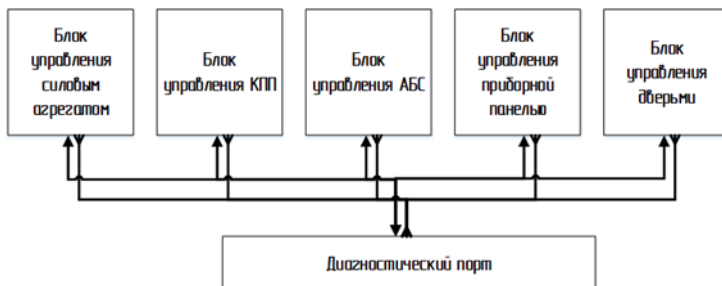 Блок
управления
силовым
агрегатом
Блок
управления КПП
Блок
управления АБС
Блок
управления
приборной
панелью
Блок
управления
дверьми
Диагностический порт